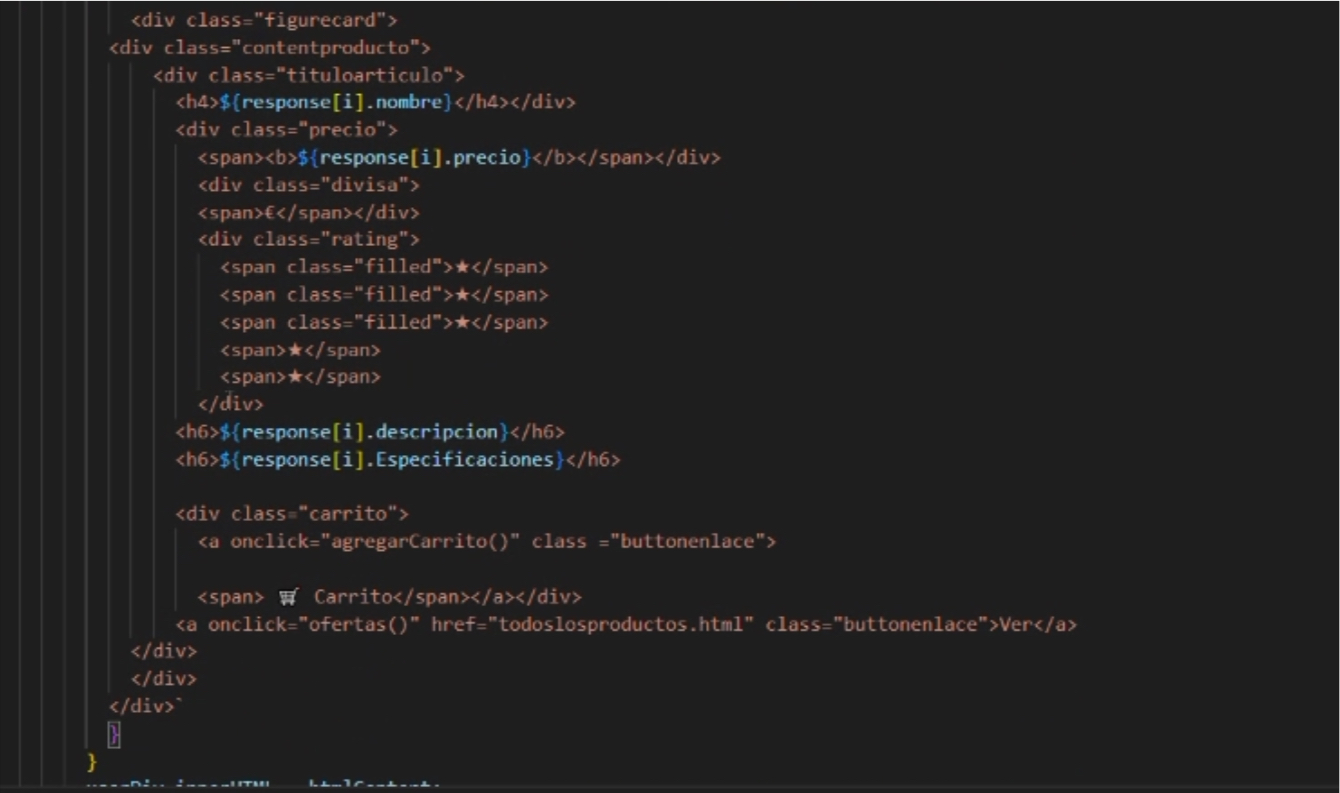 <div class="figurecard">
<div class="contentproducto">
<div class="tituloarticulo">
<h4>${response[i].nombre}</h4></div>
<div class="precio">
<span><b>${response[i].precio}</b></span></div>
<div class="divisa">
<span>€</span></div>
<div class="rating">
<span class="filled">★</span>
<span class="filled">★</span>
<span class="filled">★</span>
<span>★</span>
<span>★</span>
</div>
<h6>${response[i].descripcion}</h6>
<h6>${response[i].Especificaciones}</h6>
<div class="carrito">
<a onclick="agregarCarrito()" class ="buttonenlace">
<span> 🛒 Carrito</span></a></div>
<a onclick="ofertas()" href="todoslosproductos.html" class="buttonenlace">Ver</a>
</div>
</div>
</div>`
}
}